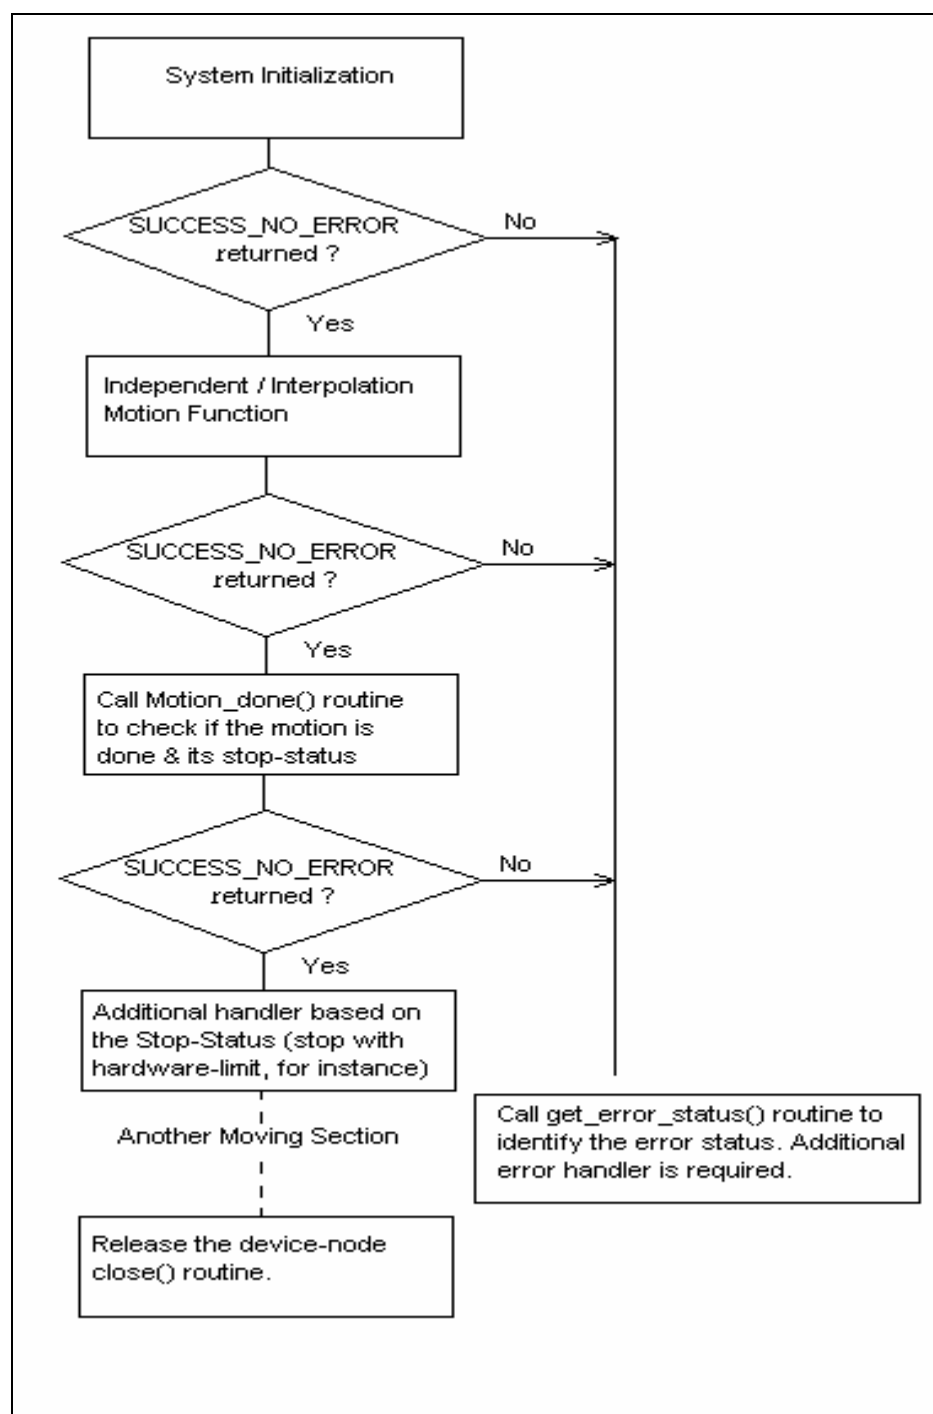 System Initialization
SUCCESS_NO_ERROR
returned ?
No
Yes
Independent / Interpolation
Motion Function
SUCCESS_NO_ERROR
returned ?
No
Yes
Call Motion_done() routine
to check if the motion is
done & its stop-status
SUCCESS_NO_ERROR
returned ?
No
Yes
Additional handler based on
the Stop-Status (stop with
hardware-limit, for instance)
Another Moving Section
Call get_error_status() routine to
identify the error status. Additional
error handler is required.
Release the device-node
close() routine.